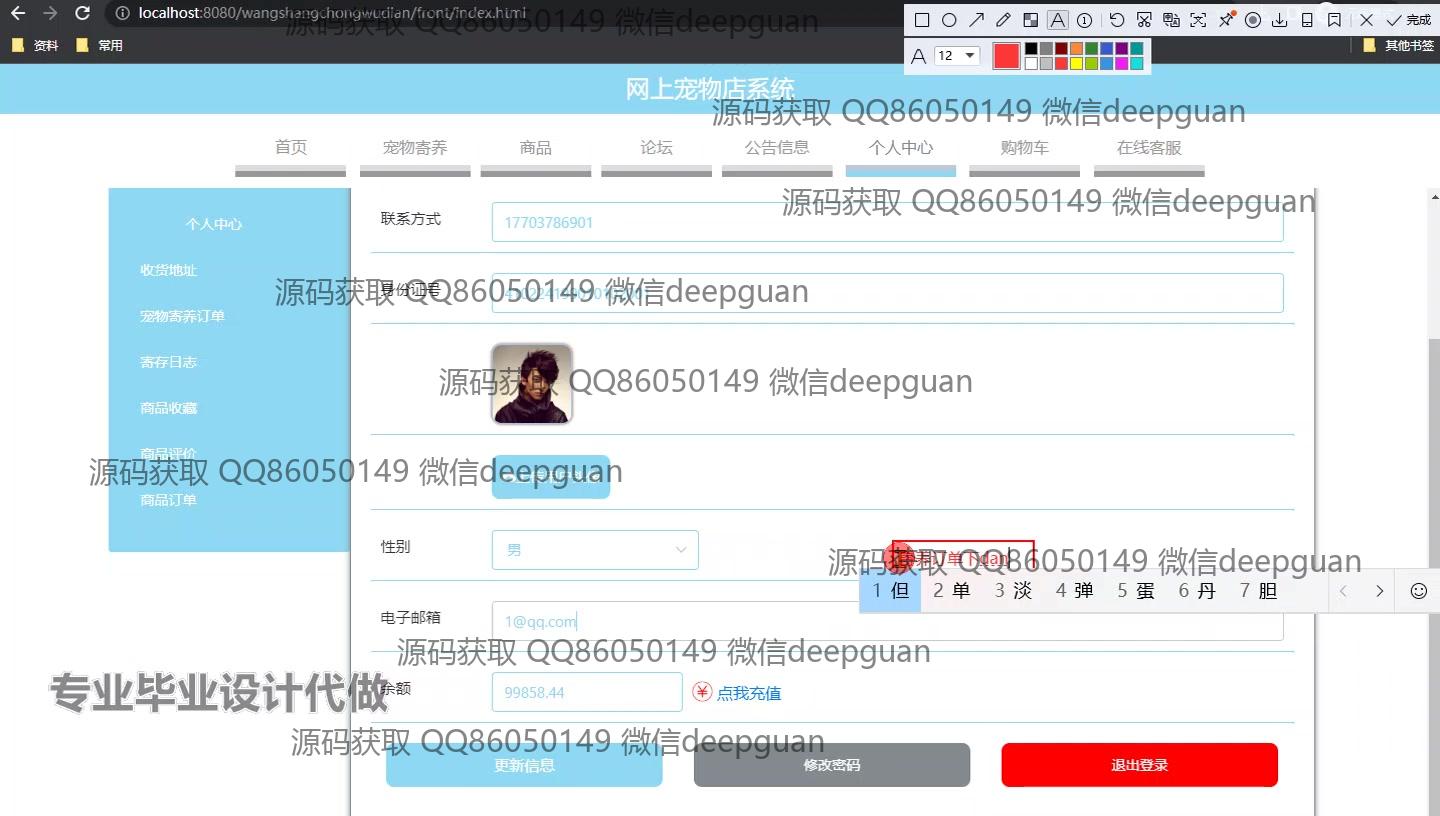 localhost:8080/wangshangchongwudian/front/index.html
源码获取 QQ86050149 微信deepguan
12
完成
资料
常用
其他书签
网上宠物店系统
源码获取 QQ86050149 微信deepguan
首页
宠物寄养
商品
论坛
公告信息
个人中心
购物车
在线客服
源码获取 QQ86050149 微信deepguan
个人中心
收货地址
宠物寄养订单
寄存日志
商品收藏
商品评价
商品订单
联系方式
17703786901
身份证号
源码获取 QQ86050149 微信deepguan
源码获取 QQ86050149 微信deepguan
源码获取 QQ86050149 微信deepguan
性别
男
源码获取 QQ86050149 微信deepguan
1 但 2 单 3 淡 4 弹 5 蛋 6 丹 7 胆
电子邮箱
1@qq.com
源码获取 QQ86050149 微信deepguan
专业毕业设计代做
余额
99858.44
点我充值
源码获取 QQ86050149 微信deepguan
更新信息
修改密码
退出登录